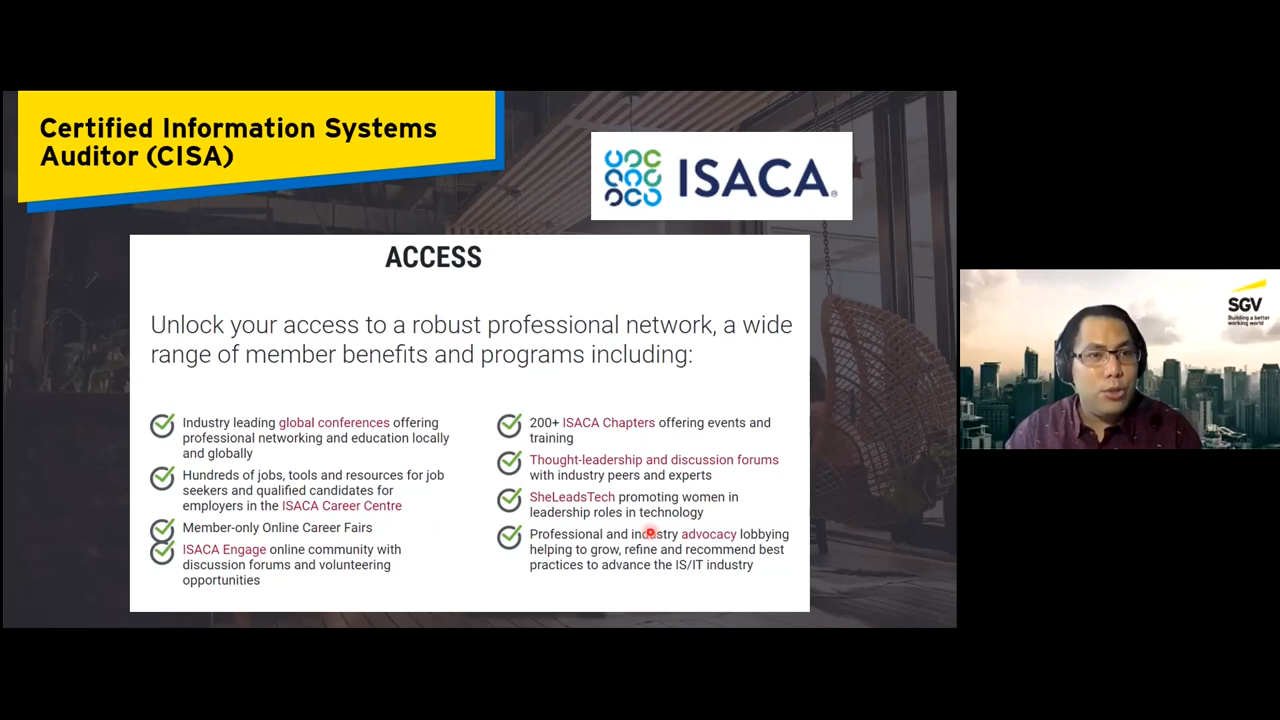 Certified Information Systems
Auditor (CISA)
ISACA®
ACCESS
Unlock your access to a robust professional network, a wide
range of member benefits and programs including:
Industry leading global conferences offering
professional networking and education locally
and globally
Hundreds of jobs, tools and resources for job
seekers and qualified candidates for
employers in the ISACA Career Centre
Member-only Online Career Fairs
ISACA Engage online community with
discussion forums and volunteering
opportunities
200+ ISACA Chapters offering events and
training
Thought-leadership and discussion forums
with industry peers and experts
SheLeadsTech promoting women in
leadership roles in technology
Professional and industry advocacy lobbying
helping to grow, refine and recommend best
practices to advance the IS/IT industry
SGV
Building a better
working world